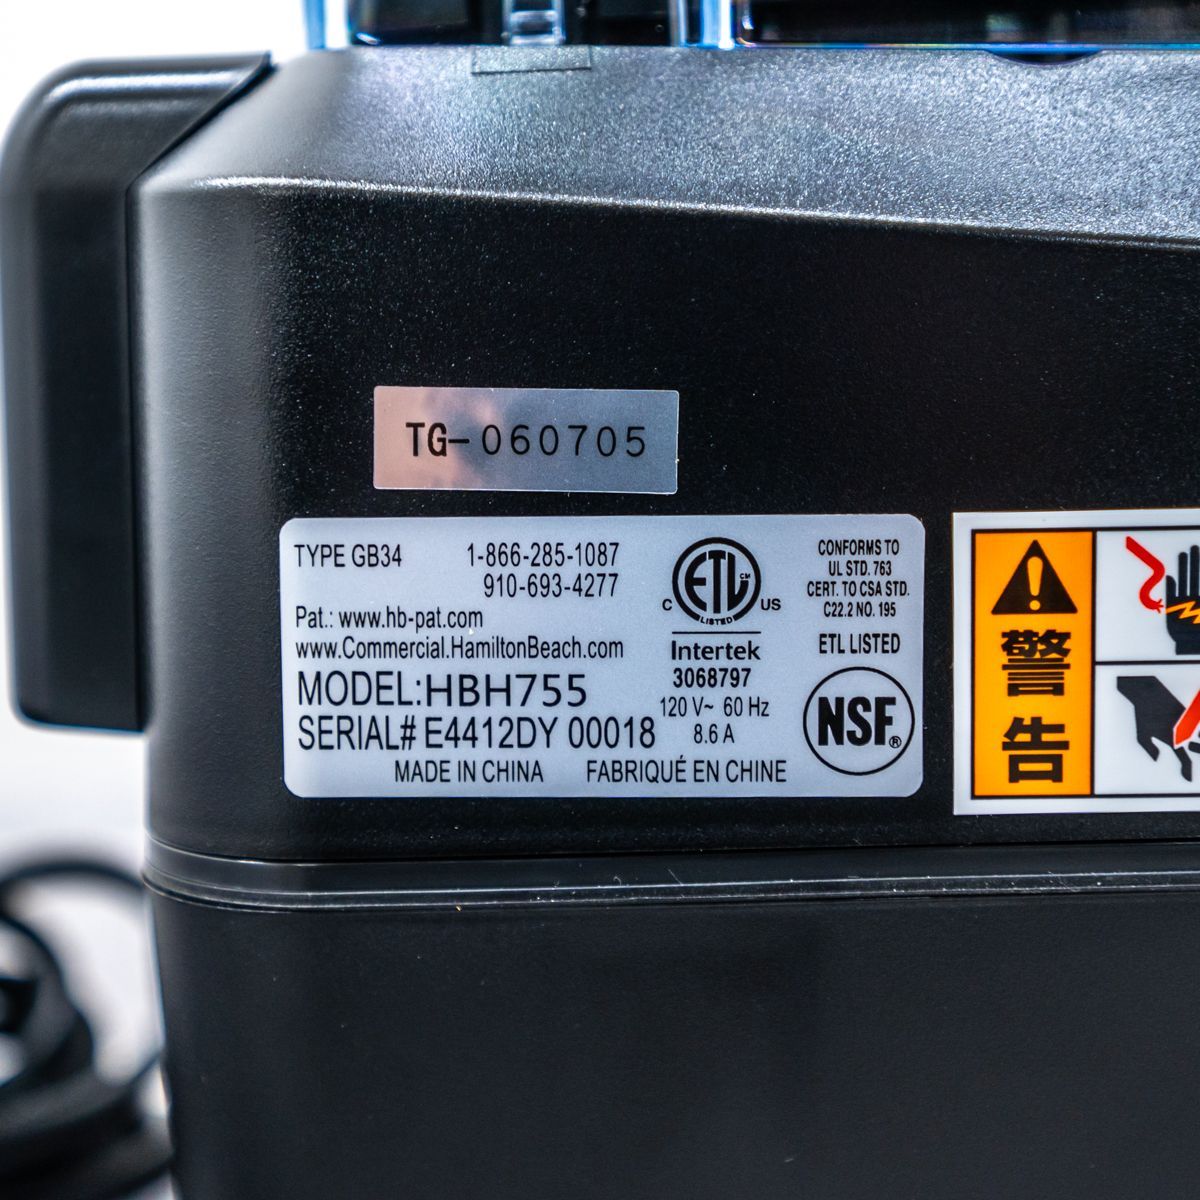 TG-060705
TYPE GB34 1-866-285-1087
910-693-4277
Pat.: www.hb-pat.com
www.Commercial.HamiltonBeach.com
MODEL:HBH755
SERIAL# E4412DY 00018
MADE IN CHINA FABRIQUÉ EN CHINE
ETL CM
LISTED
C US
Intertek
3068797
120 V~ 60 Hz
8.6 A
CONFORMS TO
UL STD. 763
CERT. TO CSA STD.
C22.2 NO. 195
ETL LISTED
NSF®
警告